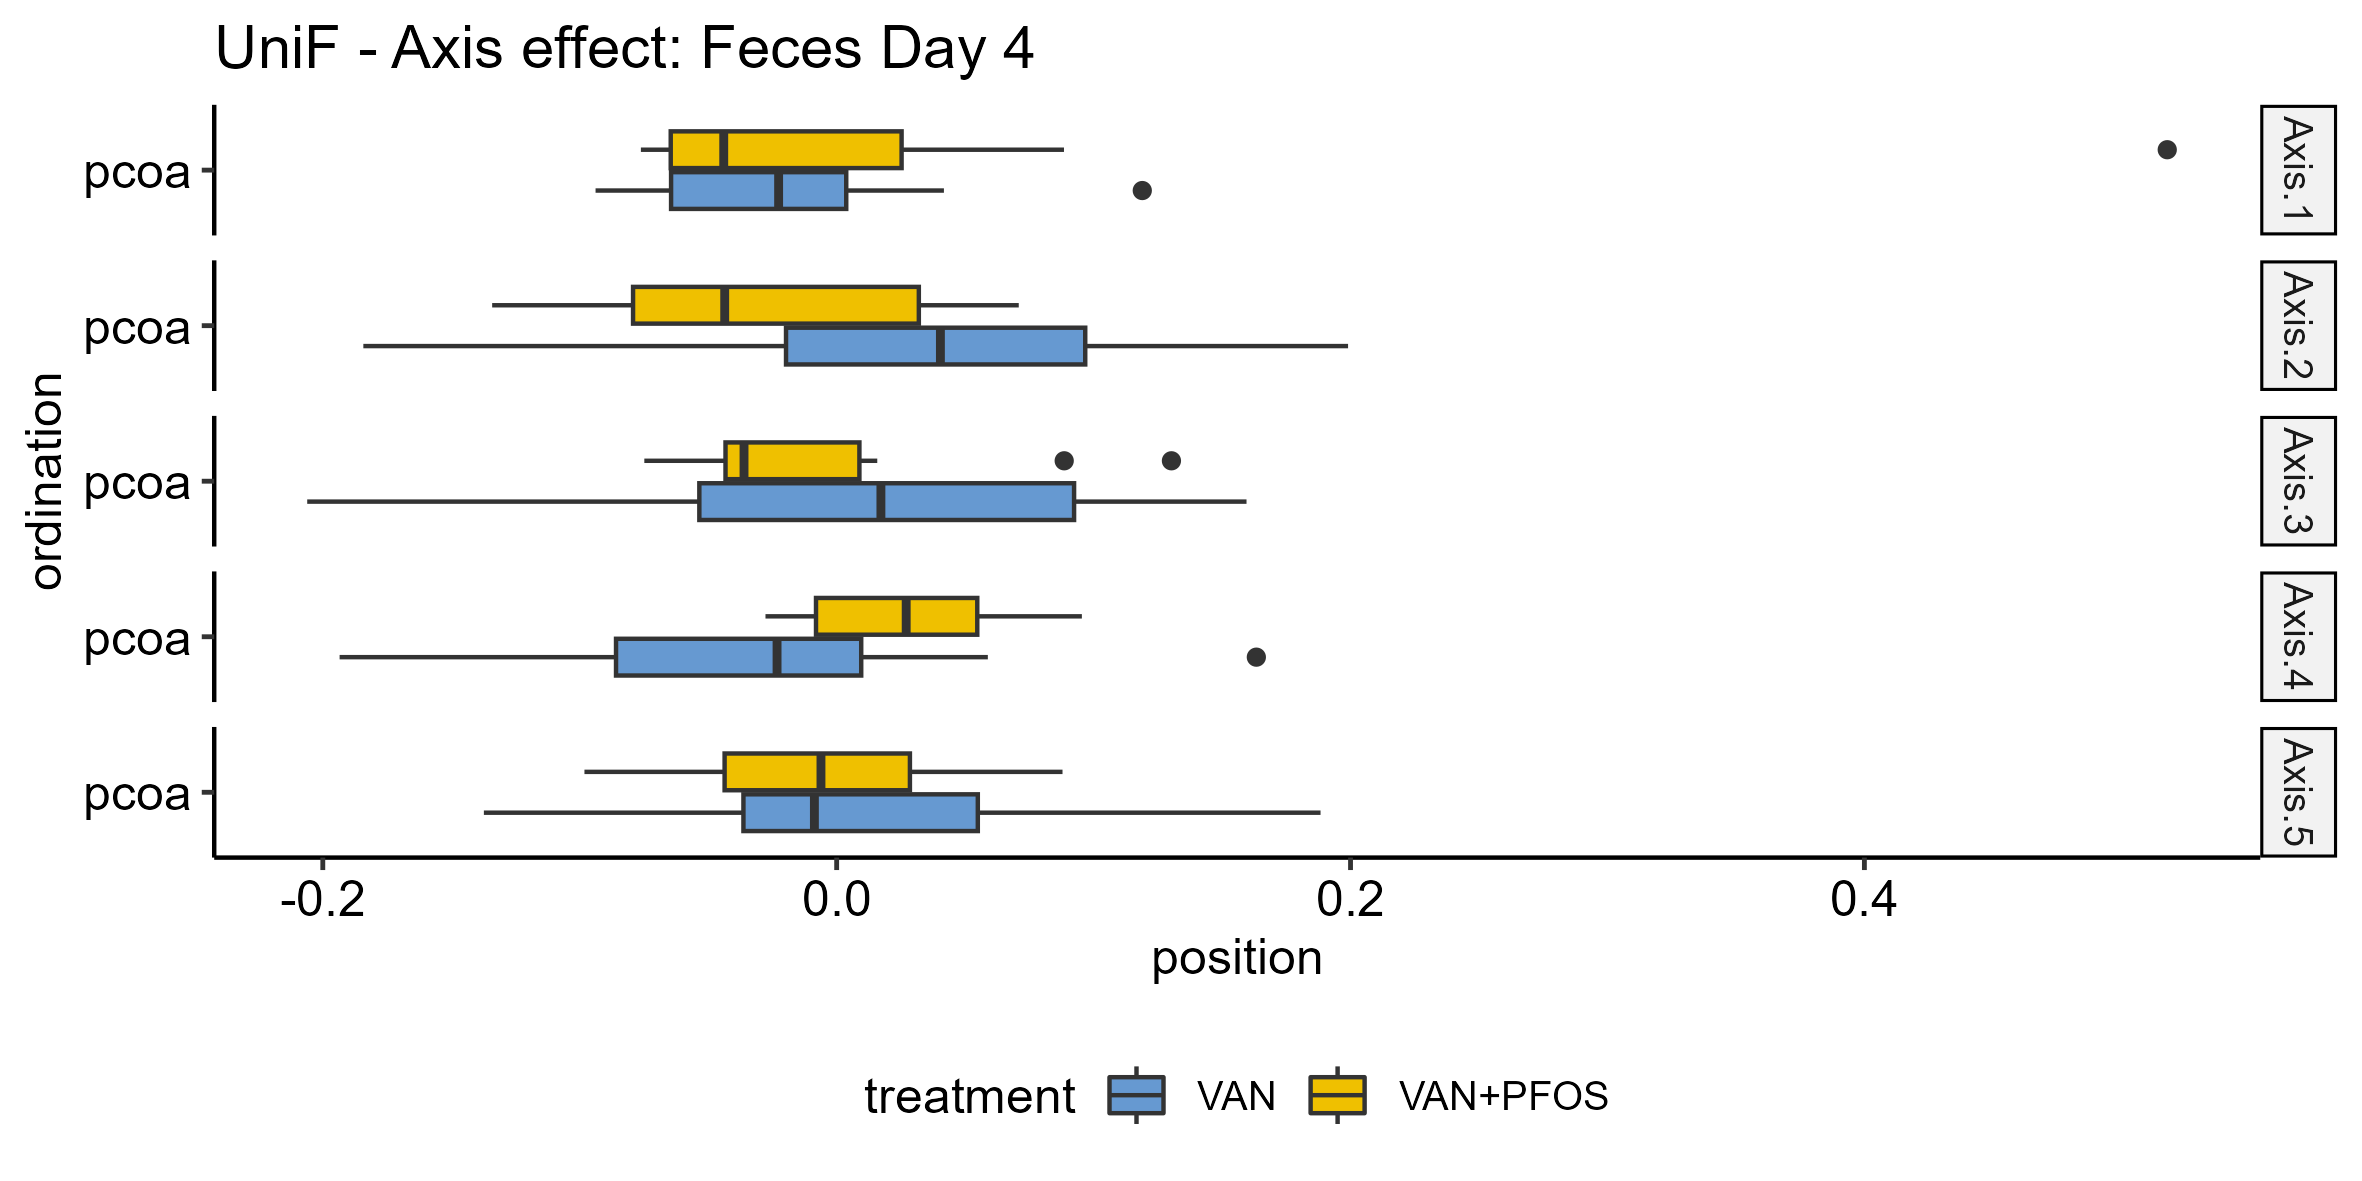 UniF - Axis effect: Feces Day 4
pcoa
Axis.1
pcoa
Axis.2
ordination
pcoa
Axis.3
pcoa
Axis.4
pcoa
Axis.5
-0.2 0.0 0.2 0.4
position
treatment VAN VAN+PFOS